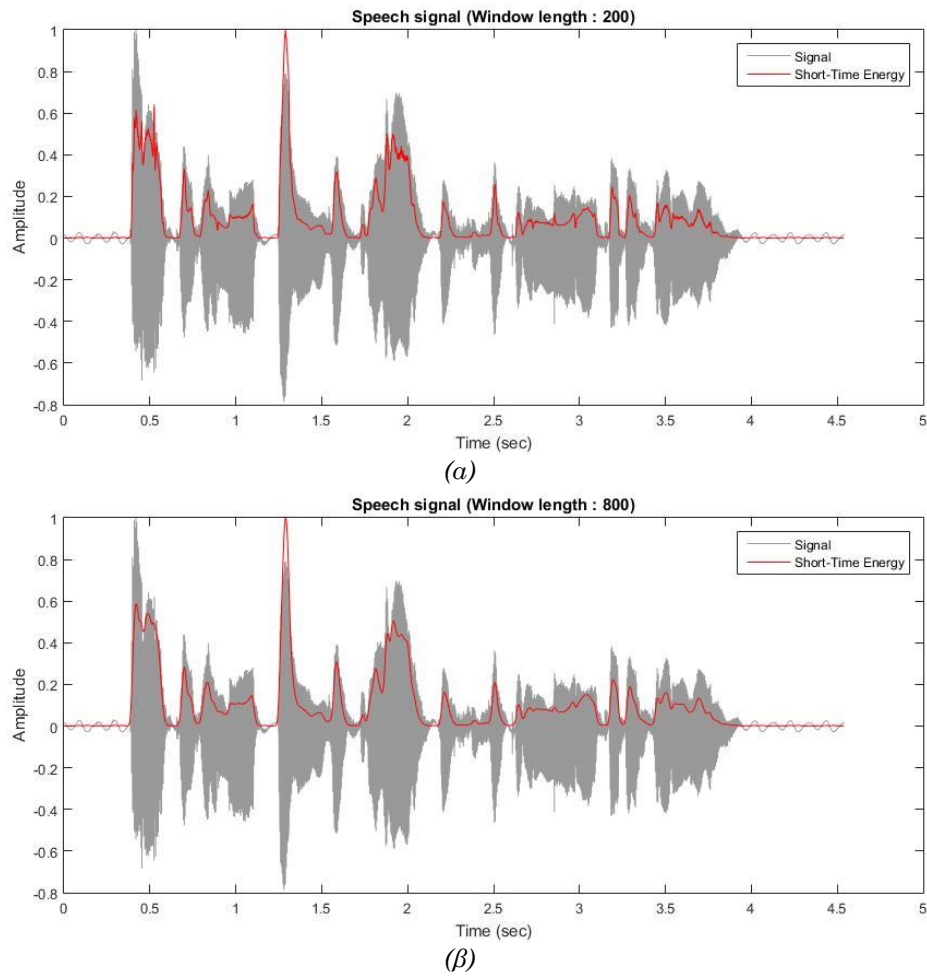 Speech signal (Window length : 200)
1
0.8
0.6
0.4
0.2
0
-0.2
-0.4
-0.6
-0.8
Amplitude
Signal
Short-Time Energy
0 0.5 1 1.5 2 2.5 3 3.5 4 4.5 5
Time (sec)
(α)
Speech signal (Window length : 800)
1
0.8
0.6
0.4
0.2
0
-0.2
-0.4
-0.6
-0.8
Amplitude
Signal
Short-Time Energy
0 0.5 1 1.5 2 2.5 3 3.5 4 4.5 5
Time (sec)
(β)